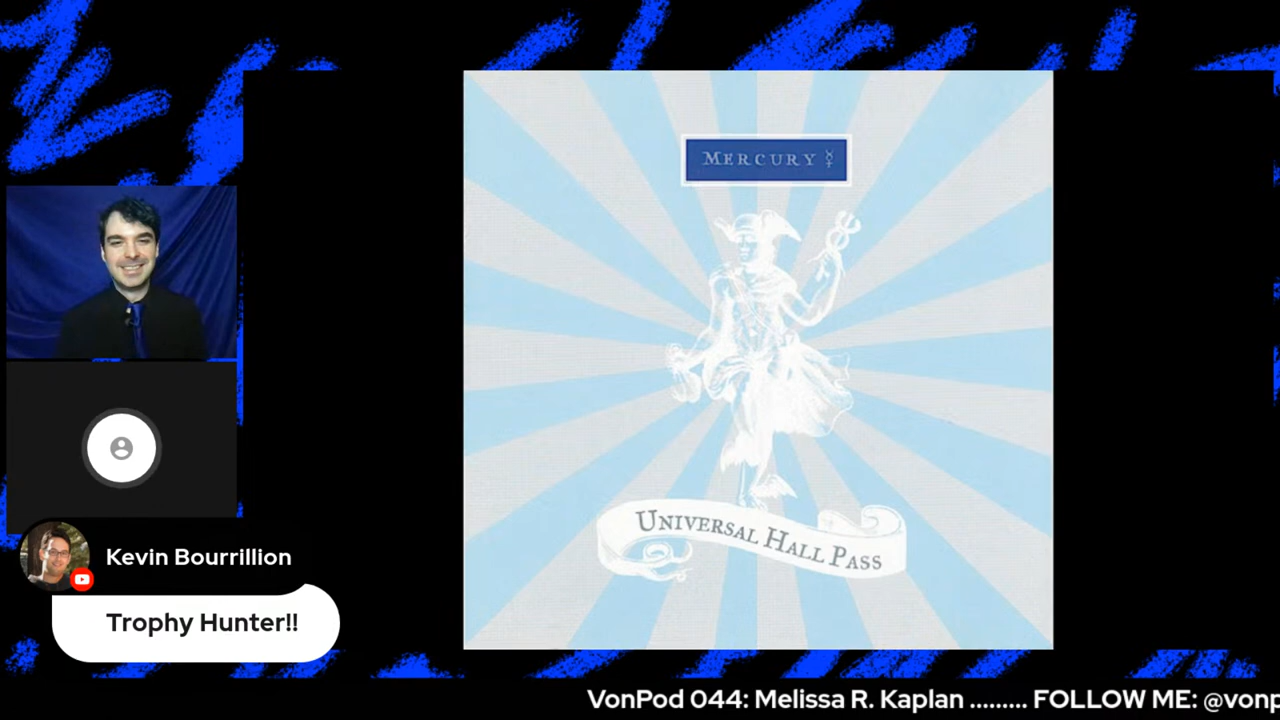 MERCURY ☿
UNIVERSAL HALL PASS
Kevin Bourrillion
Trophy Hunter!!
VonPod 044: Melissa R. Kaplan ......... FOLLOW ME: @vonp